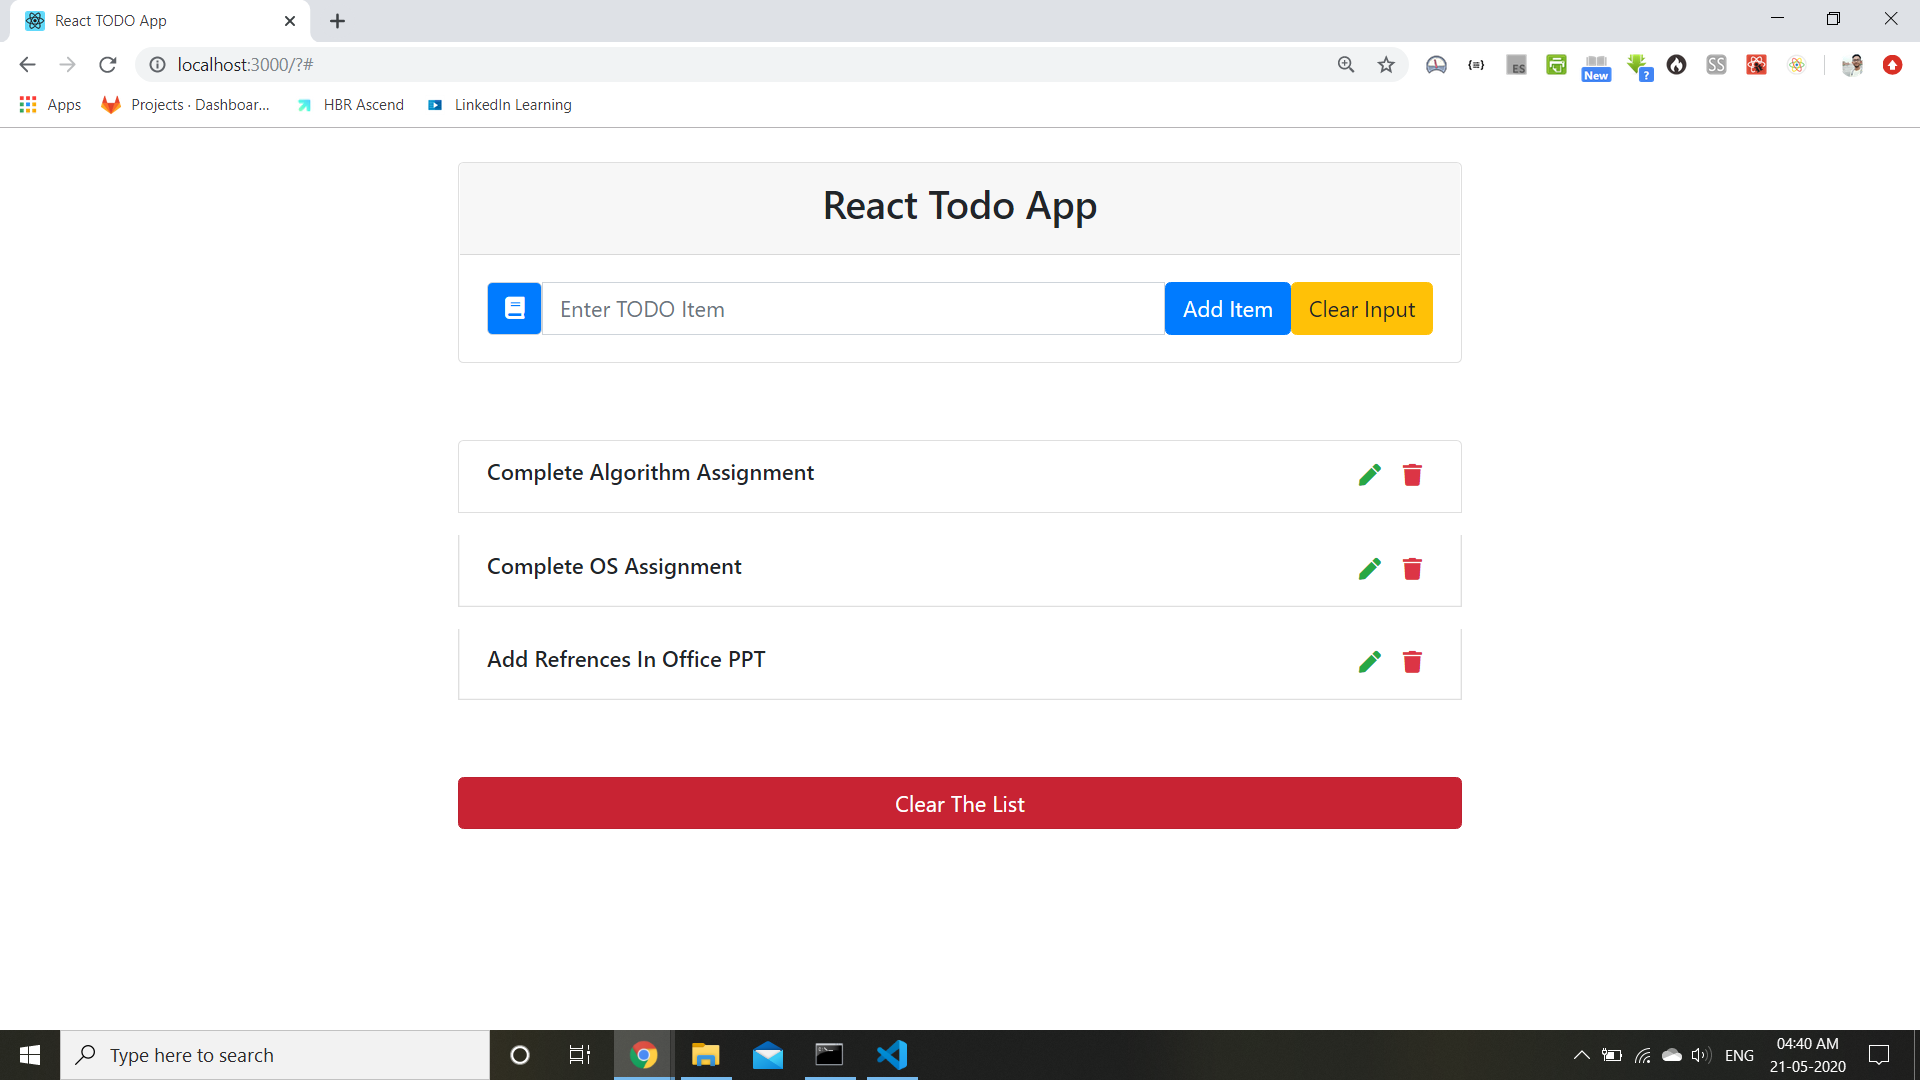 React TODO App
localhost:3000/?#
{≡}
ES
New
?
SS
Apps
Projects · Dashboar...
HBR Ascend
LinkedIn Learning
React Todo App
Enter TODO Item
Add Item
Clear Input
Complete Algorithm Assignment
Complete OS Assignment
Add Refrences In Office PPT
Clear The List
Type here to search
ENG
04:40 AM
21-05-2020